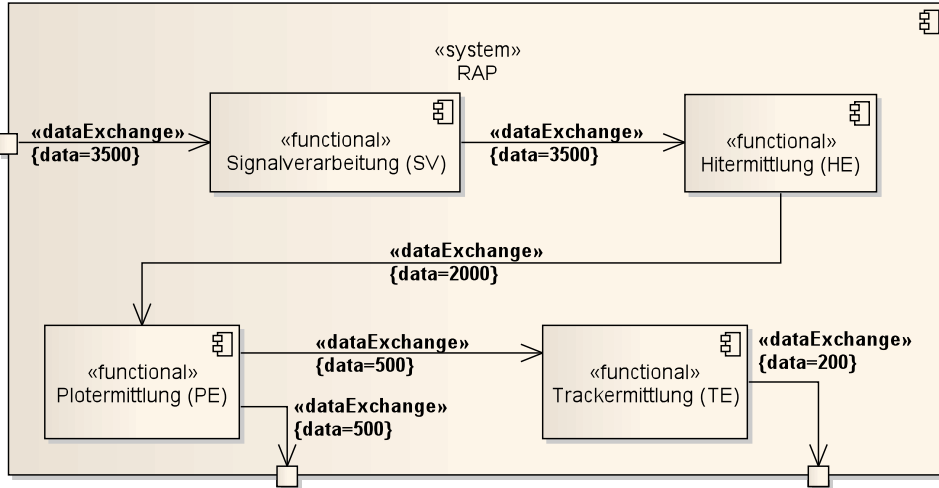 «system»
RAP
«dataExchange»
{data=3500}
«functional»
Signalverarbeitung (SV)
«dataExchange»
{data=3500}
«functional»
Hitermittlung (HE)
«dataExchange»
{data=2000}
«functional»
Plotermittlung (PE)
«dataExchange»
{data=500}
«functional»
Trackermittlung (TE)
«dataExchange»
{data=200}
«dataExchange»
{data=500}